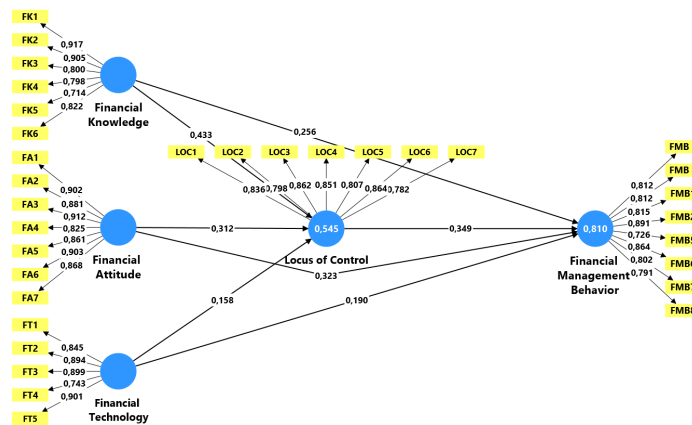 FK1
FK2
FK3
FK4
FK5
FK6
0,917
0,905
0,800
0,798
0,714
0,822
Financial
Knowledge
0,433
0,256
LOC1
LOC2
LOC3
LOC4
LOC5
LOC6
LOC7
0,836
0,798
0,862
0,851
0,807
0,864
0,782
FA1
FA2
FA3
FA4
FA5
FA6
FA7
0,902
0,881
0,912
0,825
0,861
0,903
0,868
Financial
Attitude
0,312
0,545
Locus of Control
0,349
0,323
0,158
0,190
FMB
FMB
FMB
FMB
FMB5
FMB6
FMB7
FMB8
0,812
0,812
0,815
0,891
0,726
0,864
0,802
0,791
0,810
Financial
Management
Behavior
FT1
FT2
FT3
FT4
FT5
0,845
0,894
0,899
0,743
0,901
Financial
Technology